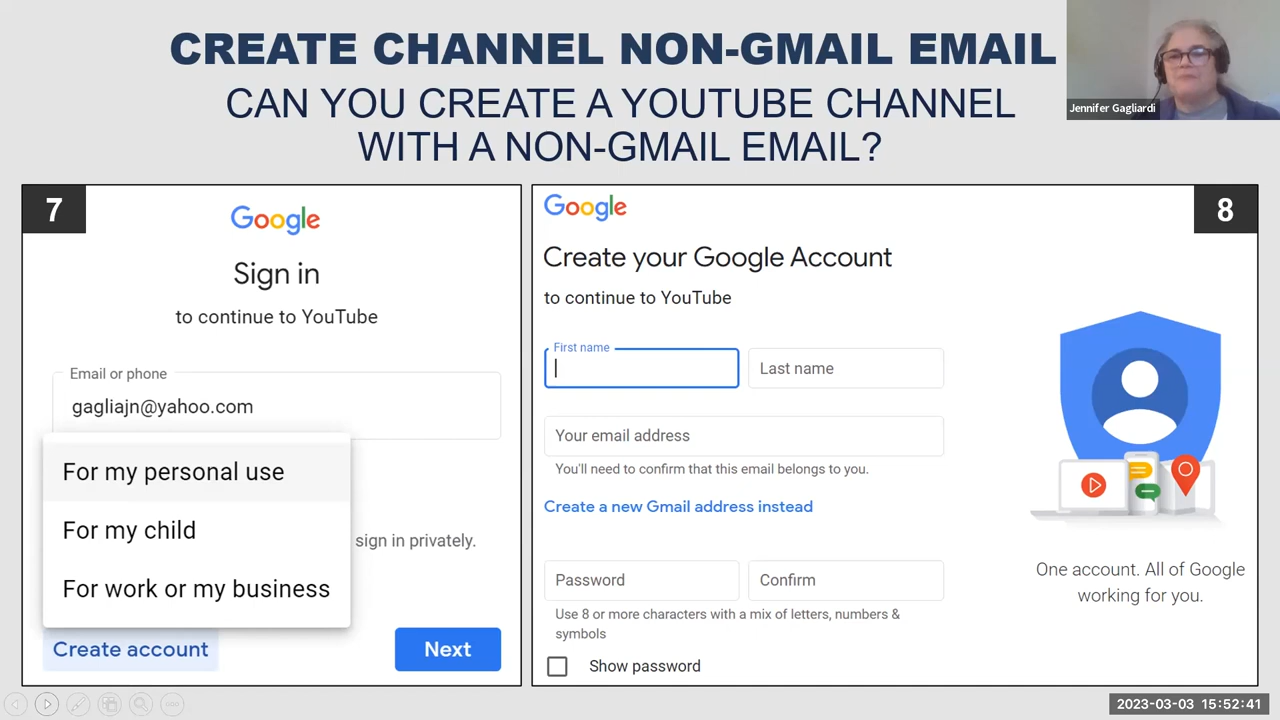 CREATE CHANNEL NON-GMAIL EMAIL
CAN YOU CREATE A YOUTUBE CHANNEL
WITH A NON-GMAIL EMAIL?
Jennifer Gagliardi
7
Google
Sign in
to continue to YouTube
Email or phone
gagliajn@yahoo.com
For my personal use
For my child
sign in privately.
For work or my business
Create account
Next
8
Google
Create your Google Account
to continue to YouTube
First name
Last name
Your email address
You'll need to confirm that this email belongs to you.
Create a new Gmail address instead
Password
Confirm
Use 8 or more characters with a mix of letters, numbers &
symbols
Show password
One account. All of Google
working for you.
2023-03-03 15:52:41